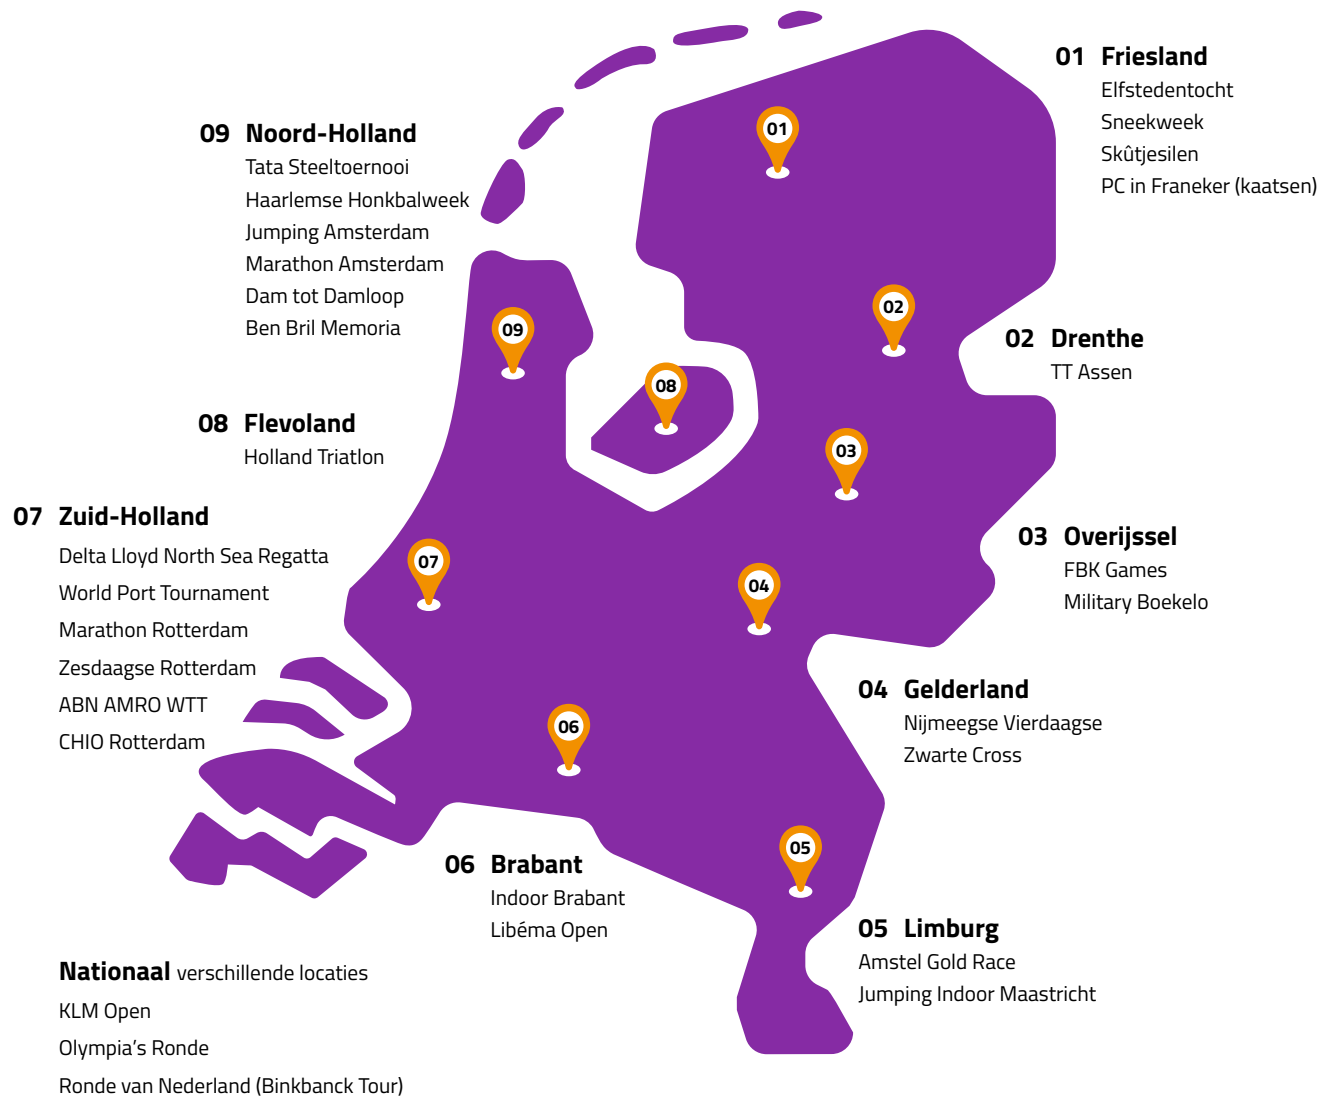 01 Friesland
Elfstedentocht
Sneekweek
Skûtjesilen
PC in Franeker (kaatsen)
09 Noord-Holland
Tata Steeltoernooi
Haarlemse Honkbalweek
Jumping Amsterdam
Marathon Amsterdam
Dam tot Damloop
Ben Bril Memoria
02 Drenthe
TT Assen
08 Flevoland
Holland Triatlon
07 Zuid-Holland
Delta Lloyd North Sea Regatta
World Port Tournament
Marathon Rotterdam
Zesdaagse Rotterdam
ABN AMRO WTT
CHIO Rotterdam
03 Overijssel
FBK Games
Military Boekelo
04 Gelderland
Nijmeegse Vierdaagse
Zwarte Cross
06 Brabant
Indoor Brabant
Libéma Open
05 Limburg
Amstel Gold Race
Jumping Indoor Maastricht
Nationaal verschillende locaties
KLM Open
Olympia's Ronde
Ronde van Nederland (Binkbanck Tour)
01
02
09
08
03
07
04
06
05